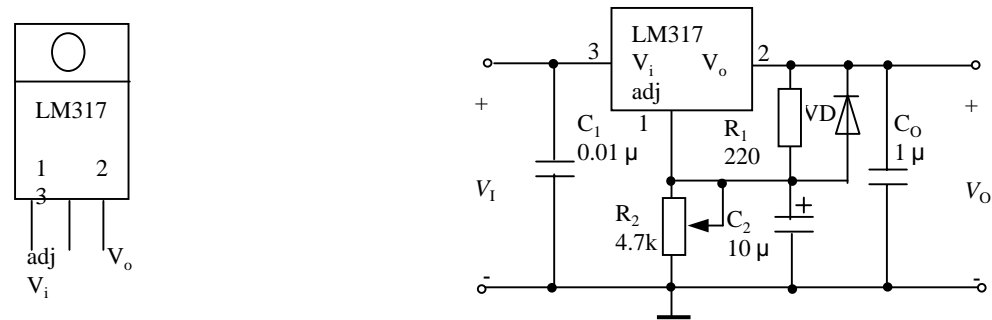 LM317
1 2
3
adj
V_o
V_i
LM317
3
V_i V_o
2
adj
1
C_1
0.01 μ
R_1
220
VD
C_O
1 μ
+
+
V_I
V_O
R_2
4.7k
C_2
10 μ
+
-
-